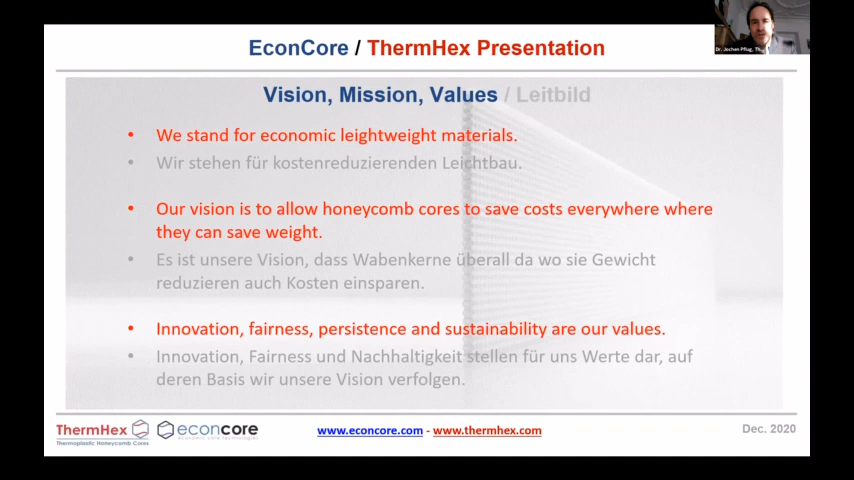 EconCore / ThermHex Presentation
Dr. Jochen Pflug, Th...
Vision, Mission, Values / Leitbild
• We stand for economic leightweight materials.
• Wir stehen für kostenreduzierenden Leichtbau.
• Our vision is to allow honeycomb cores to save costs everywhere where
they can save weight.
• Es ist unsere Vision, dass Wabenkerne überall da wo sie Gewicht
reduzieren auch Kosten einsparen.
• Innovation, fairness, persistence and sustainability are our values.
• Innovation, Fairness und Nachhaltigkeit stellen für uns Werte dar, auf
deren Basis wir unsere Vision verfolgen.
ThermHex econcore www.econcore.com - www.thermhex.com Dec. 2020
Thermoplastic Honeycomb Cores economic core technologies